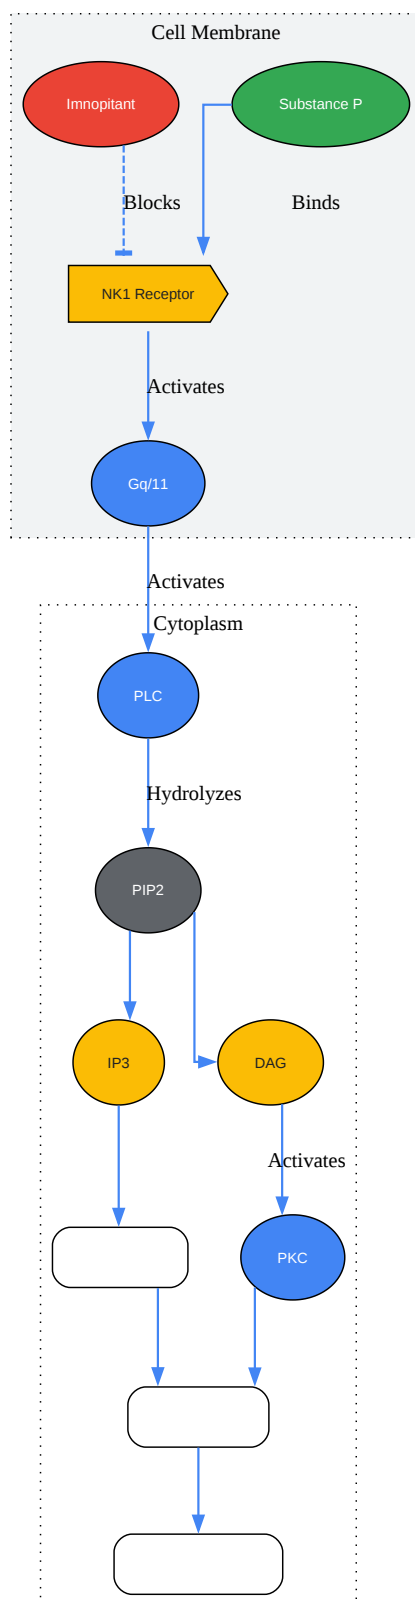 Cell Membrane
Imnopitant
Substance P
Blocks
Binds
NK1 Receptor
Activates
Gq/11
Activates
Cytoplasm
PLC
Hydrolyzes
PIP2
IP3
DAG
Activates
PKC